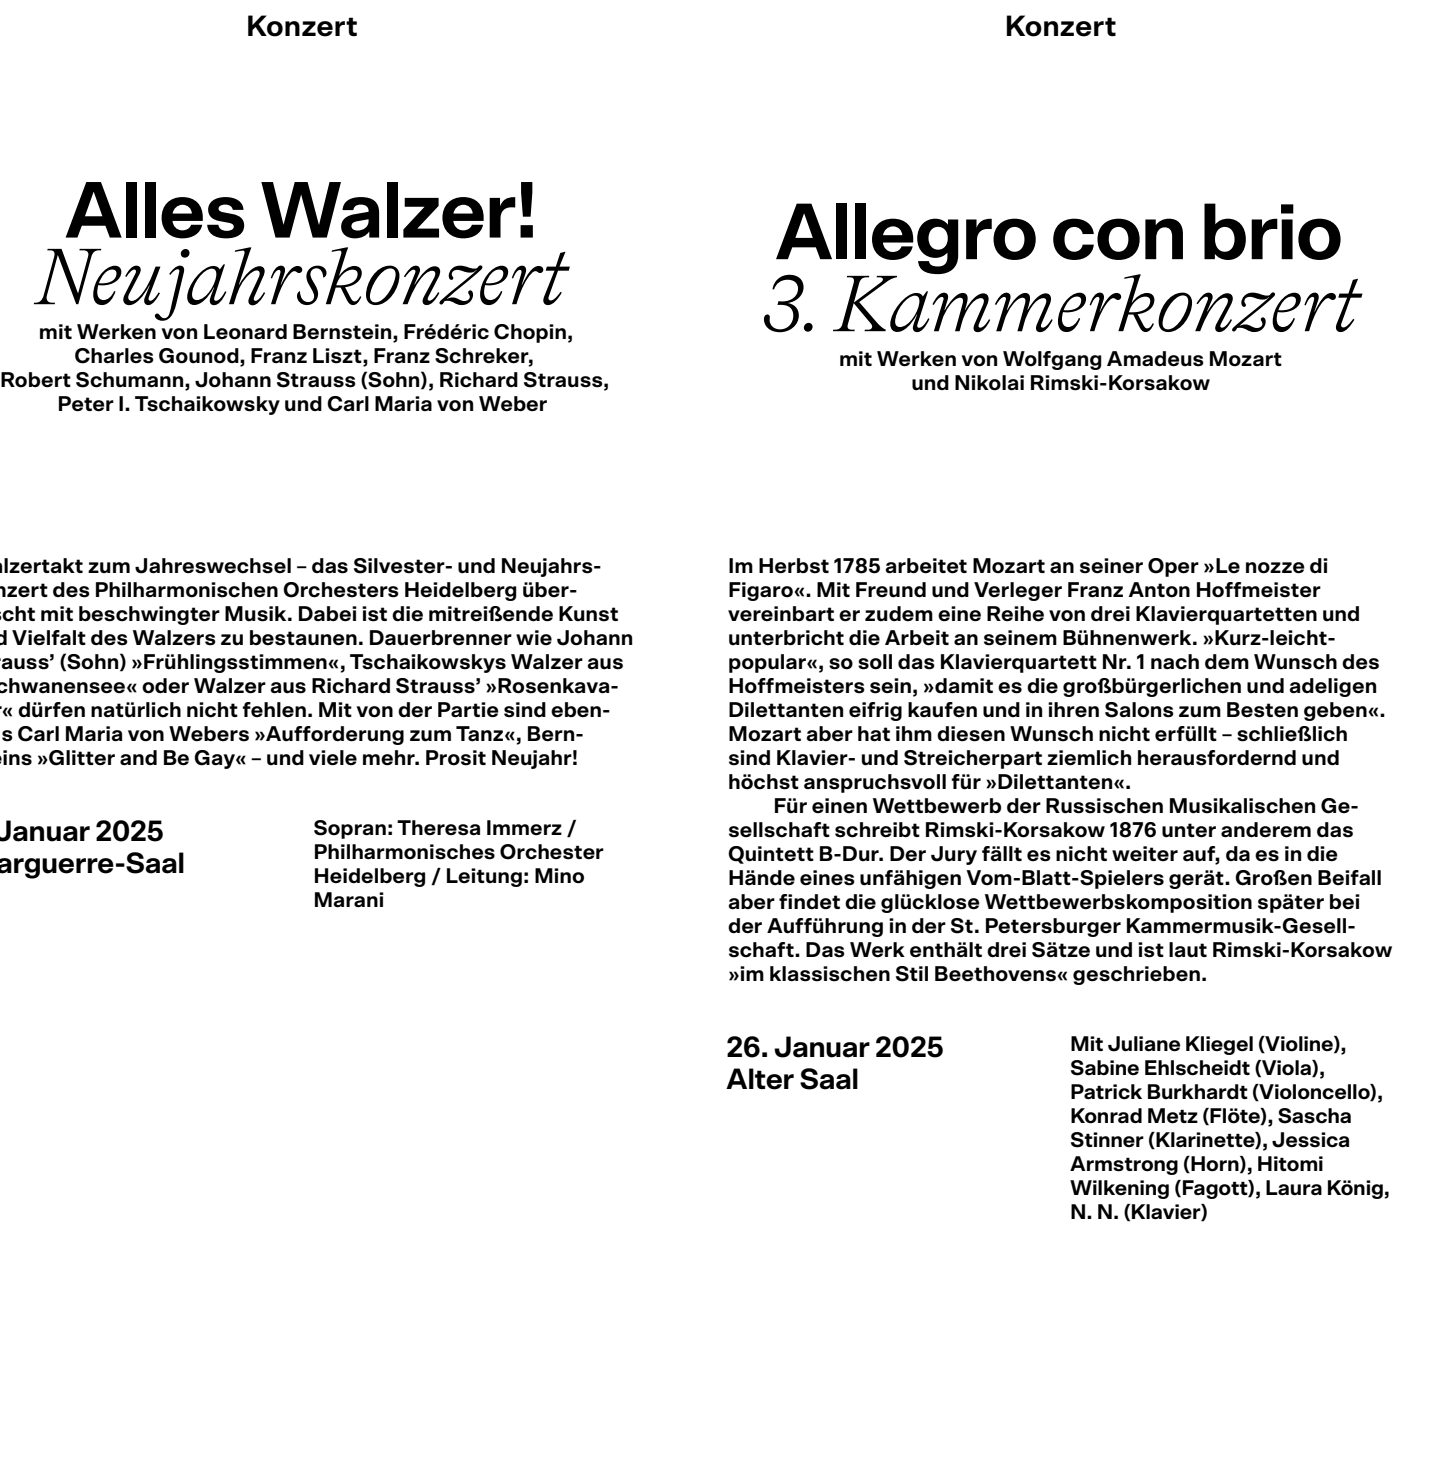 Konzert
Alles Walzer!
Neujahrskonzert
mit Werken von Leonard Bernstein, Frédéric Chopin,
Charles Gounod, Franz Liszt, Franz Schreker,
Robert Schumann, Johann Strauss (Sohn), Richard Strauss,
Peter I. Tschaikowsky und Carl Maria von Weber
zum Jahreswechsel – das Silvester- und Neujahrs-
des Philharmonischen Orchesters Heidelberg über-
mit beschwingter Musik. Dabei ist die mitreißende Kunst
Vielfalt des Walzers zu bestaunen. Dauerbrenner wie Johann
(Sohn) »Frühlingsstimmen«, Tschaikowskys Walzer aus
oder Walzer aus Richard Strauss’ »Rosenkava-
dürfen natürlich nicht fehlen. Mit von der Partie sind eben-
Carl Maria von Webers »Aufforderung zum Tanz«, Bern-
»Glitter and Be Gay« – und viele mehr. Prosit Neujahr!
Januar 2025
Sopran: Theresa Immerz /
Philharmonisches Orchester
Heidelberg / Leitung: Mino
Marani
Konzert
Allegro con brio
3. Kammerkonzert
mit Werken von Wolfgang Amadeus Mozart
und Nikolai Rimski-Korsakow
Im Herbst 1785 arbeitet Mozart an seiner Oper »Le nozze di
Figaro«. Mit Freund und Verleger Franz Anton Hoffmeister
vereinbart er zudem eine Reihe von drei Klavierquartetten und
unterbricht die Arbeit an seinem Bühnenwerk. »Kurz-leicht-
popular«, so soll das Klavierquartett Nr. 1 nach dem Wunsch des
Hoffmeisters sein, »damit es die großbürgerlichen und adeligen
Dilettanten eifrig kaufen und in ihren Salons zum Besten geben«.
Mozart aber hat ihm diesen Wunsch nicht erfüllt – schließlich
sind Klavier- und Streicherpart ziemlich herausfordernd und
höchst anspruchsvoll für »Dilettanten«.
Für einen Wettbewerb der Russischen Musikalischen Ge-
sellschaft schreibt Rimski-Korsakow 1876 unter anderem das
Quintett B-Dur. Der Jury fällt es nicht weiter auf, da es in die
Hände eines unfähigen Vom-Blatt-Spielers gerät. Großen Beifall
aber findet die glücklose Wettbewerbskomposition später bei
der Aufführung in der St. Petersburger Kammermusik-Gesell-
schaft. Das Werk enthält drei Sätze und ist laut Rimski-Korsakow
»im klassischen Stil Beethovens« geschrieben.
26. Januar 2025
Alter Saal
Mit Juliane Kliegel (Violine),
Sabine Ehlscheidt (Viola),
Patrick Burkhardt (Violoncello),
Konrad Metz (Flöte), Sascha
Stinner (Klarinette), Jessica
Armstrong (Horn), Hitomi
Wilkening (Fagott), Laura König,
N. N. (Klavier)